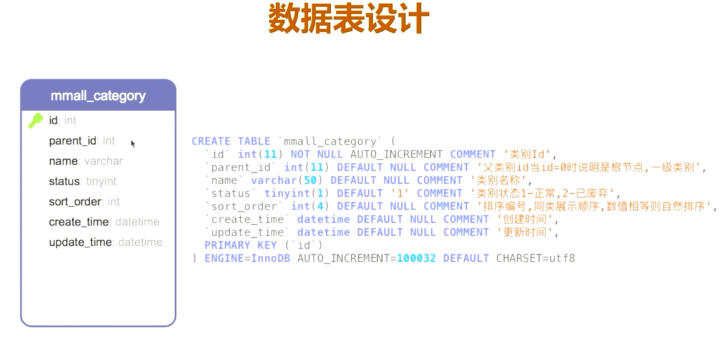 数据表设计
mmall_category
id: int
parent_id: int
name: varchar
status: tinyint
sort_order: int
create_time: datetime
update_time: datetime
CREATE TABLE `mmall_category` (
`id` int(11) NOT NULL AUTO_INCREMENT COMMENT '类别Id',
`parent_id` int(11) DEFAULT NULL COMMENT '父类别id当id=0时说明是根节点,一级类别',
`name` varchar(50) DEFAULT NULL COMMENT '类别名称',
`status` tinyint(1) DEFAULT '1' COMMENT '类别状态1-正常,2-已废弃',
`sort_order` int(4) DEFAULT NULL COMMENT '排序编号,同类展示顺序,数值相等则自然排序',
`create_time` datetime DEFAULT NULL COMMENT '创建时间',
`update_time` datetime DEFAULT NULL COMMENT '更新时间',
PRIMARY KEY (`id`)
) ENGINE=InnoDB AUTO_INCREMENT=100032 DEFAULT CHARSET=utf8